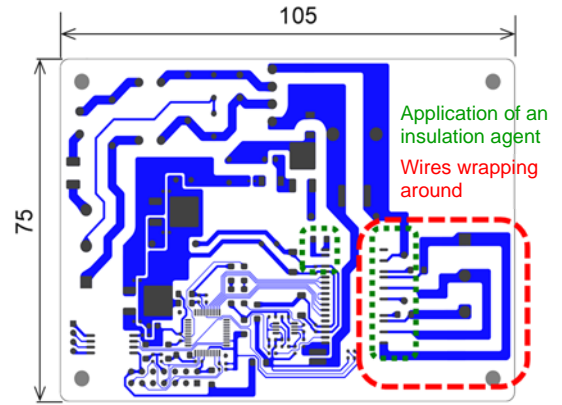 105
75
Application of an
insulation agent
Wires wrapping
around